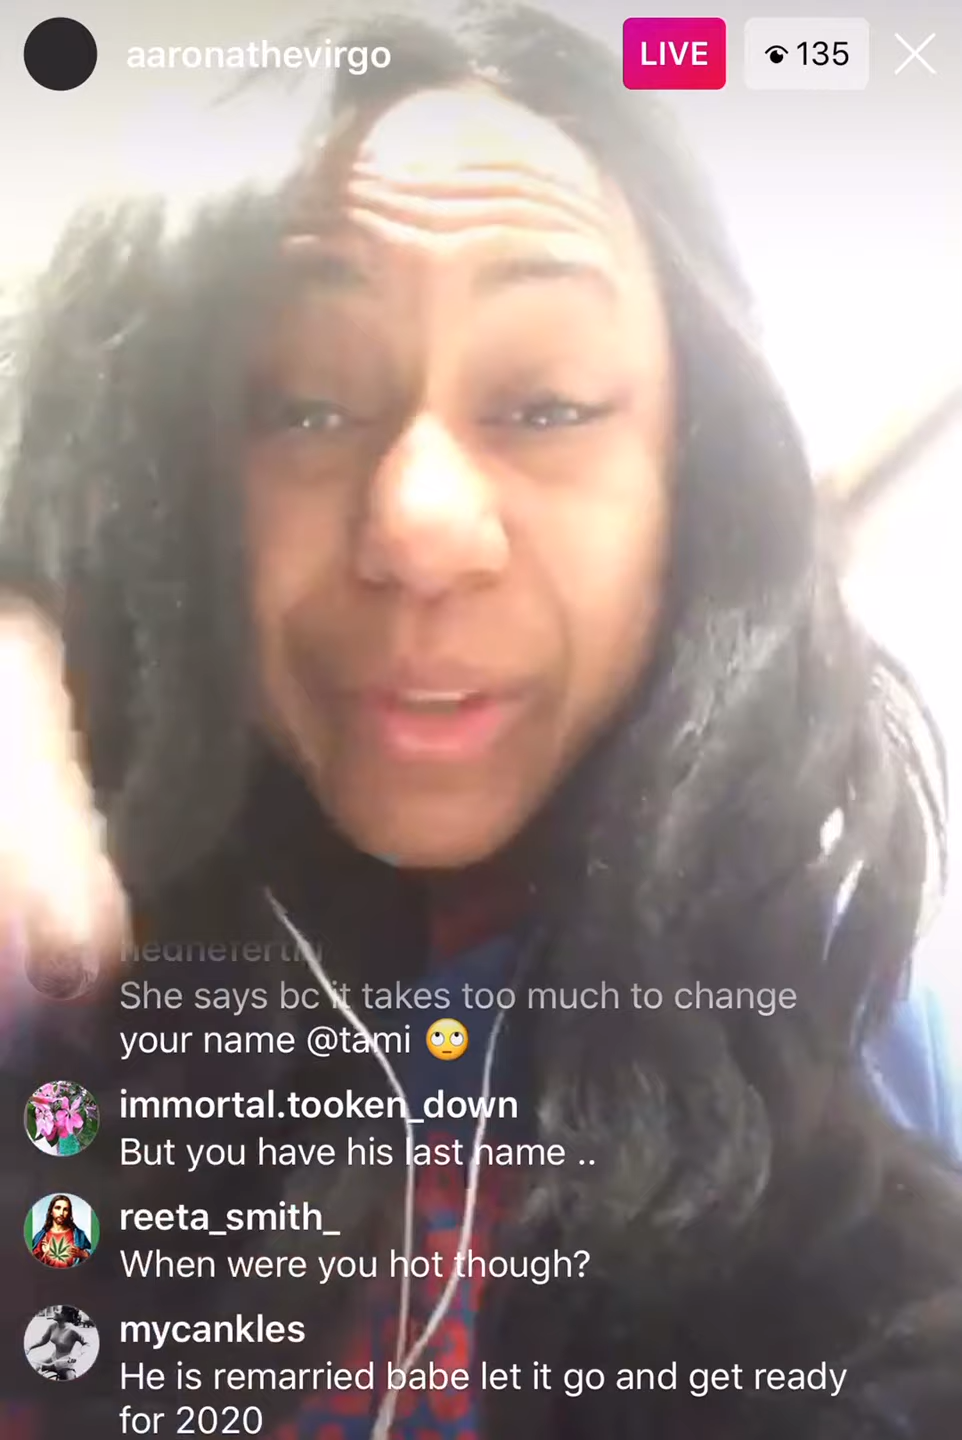 aaronathevirgo
LIVE
135
She says bc it takes too much to change
your name @tami 🙄
immortal.tooken_down
But you have his last name ..
reeta_smith_
When were you hot though?
mycankles
He is remarried babe let it go and get ready
for 2020